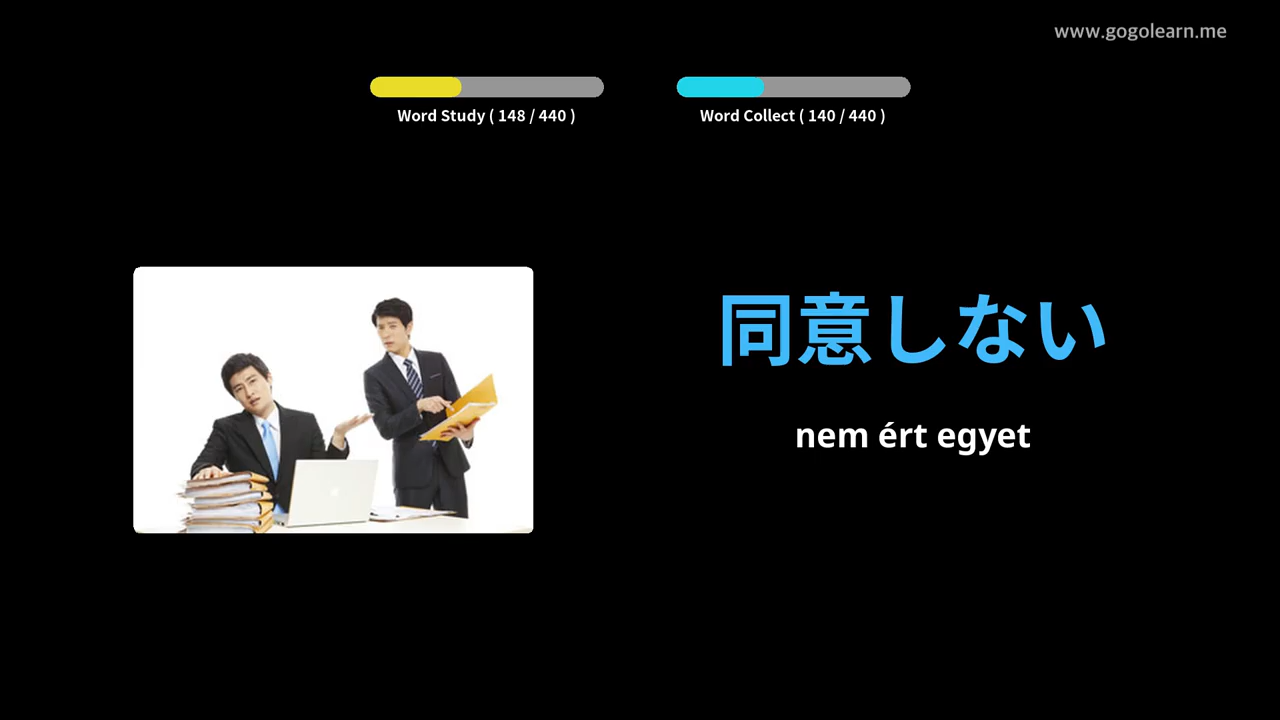 www.gogolearn.me
Word Study ( 148 / 440 )
Word Collect ( 140 / 440 )
同意しない
nem ért egyet